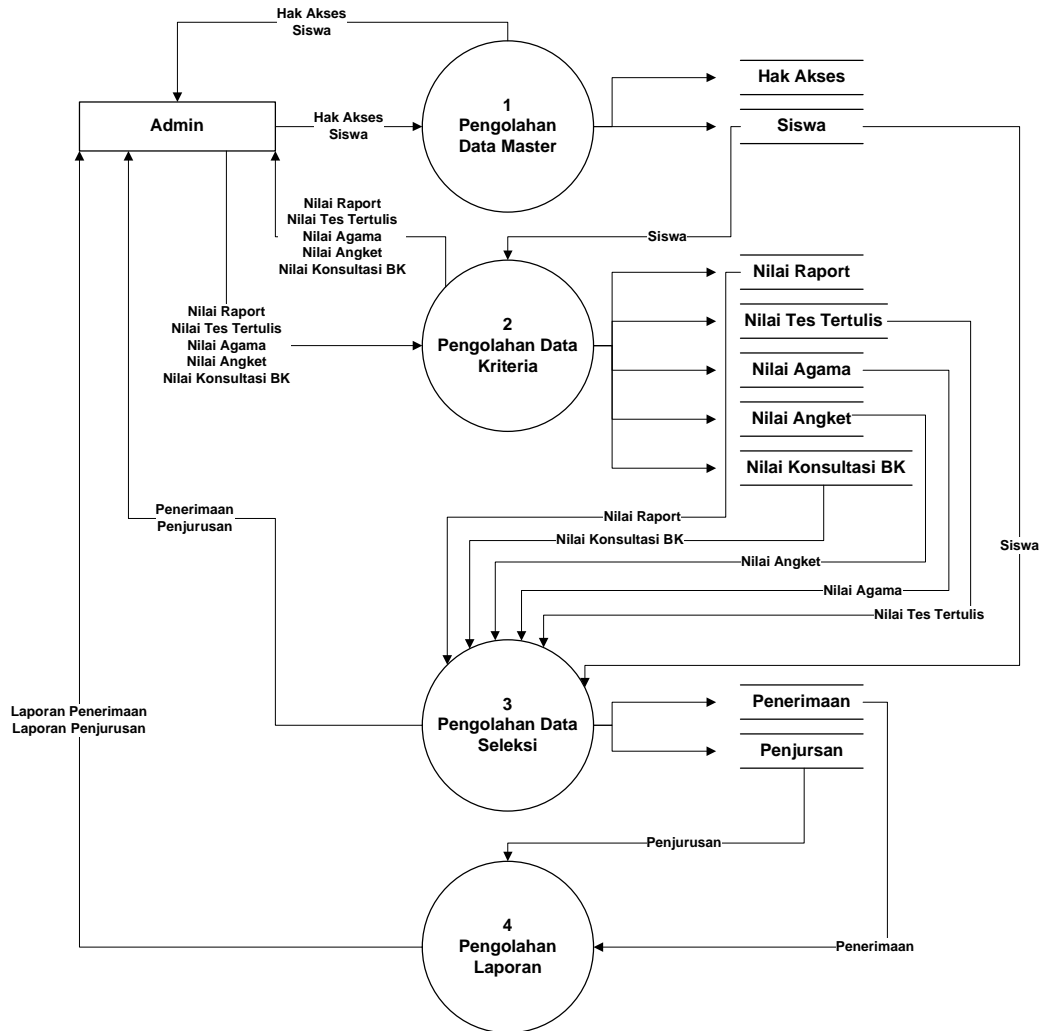 Hak Akses
Siswa
Admin
Hak Akses
Siswa
1
Pengolahan
Data Master
Hak Akses
Siswa
Nilai Raport
Nilai Tes Tertulis
Nilai Agama
Nilai Angket
Nilai Konsultasi BK
Siswa
Nilai Raport
Nilai Tes Tertulis
Nilai Agama
Nilai Angket
Nilai Konsultasi BK
2
Pengolahan Data
Kriteria
Nilai Raport
Nilai Tes Tertulis
Nilai Agama
Nilai Angket
Nilai Konsultasi BK
Penerimaan
Penjurusan
Nilai Raport
Nilai Konsultasi BK
Nilai Angket
Nilai Agama
Nilai Tes Tertulis
Siswa
Laporan Penerimaan
Laporan Penjurusan
3
Pengolahan Data
Seleksi
Penerimaan
Penjursan
Penjurusan
4
Pengolahan
Laporan
Penerimaan